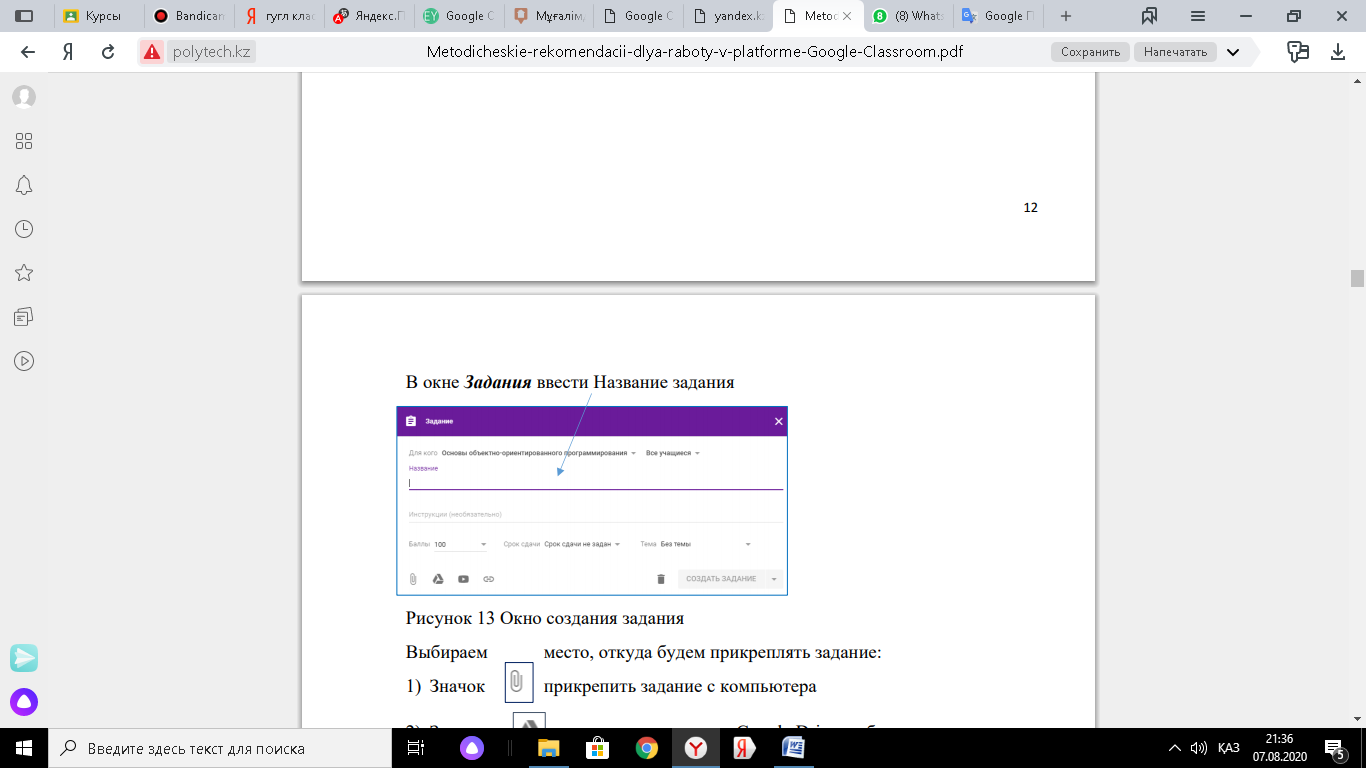 Курсы
Bandican
гугл клас
Яндекс.П
Google C
Мұғалім,
Google C
yandex.k
Metod
(8) What
Google П
polytech.kz
Metodicheskie-rekomendacii-dlya-raboty-v-platforme-Google-Classroom.pdf
Сохранить
Напечатать
12
В окне Задания ввести Название задания
Задание
Для кого Основы объектно-ориентированного программирования Все учащиеся
Название
Инструкции (необязательно)
Баллы 100 Срок сдачи Срок сдачи не задан Тема Без темы
СОЗДАТЬ ЗАДАНИЕ
Рисунок 13 Окно создания задания
Выбираем место, откуда будем прикреплять задание:
1) Значок прикрепить задание с компьютера
Введите здесь текст для поиска
ҚАЗ
21:36
07.08.2020
5